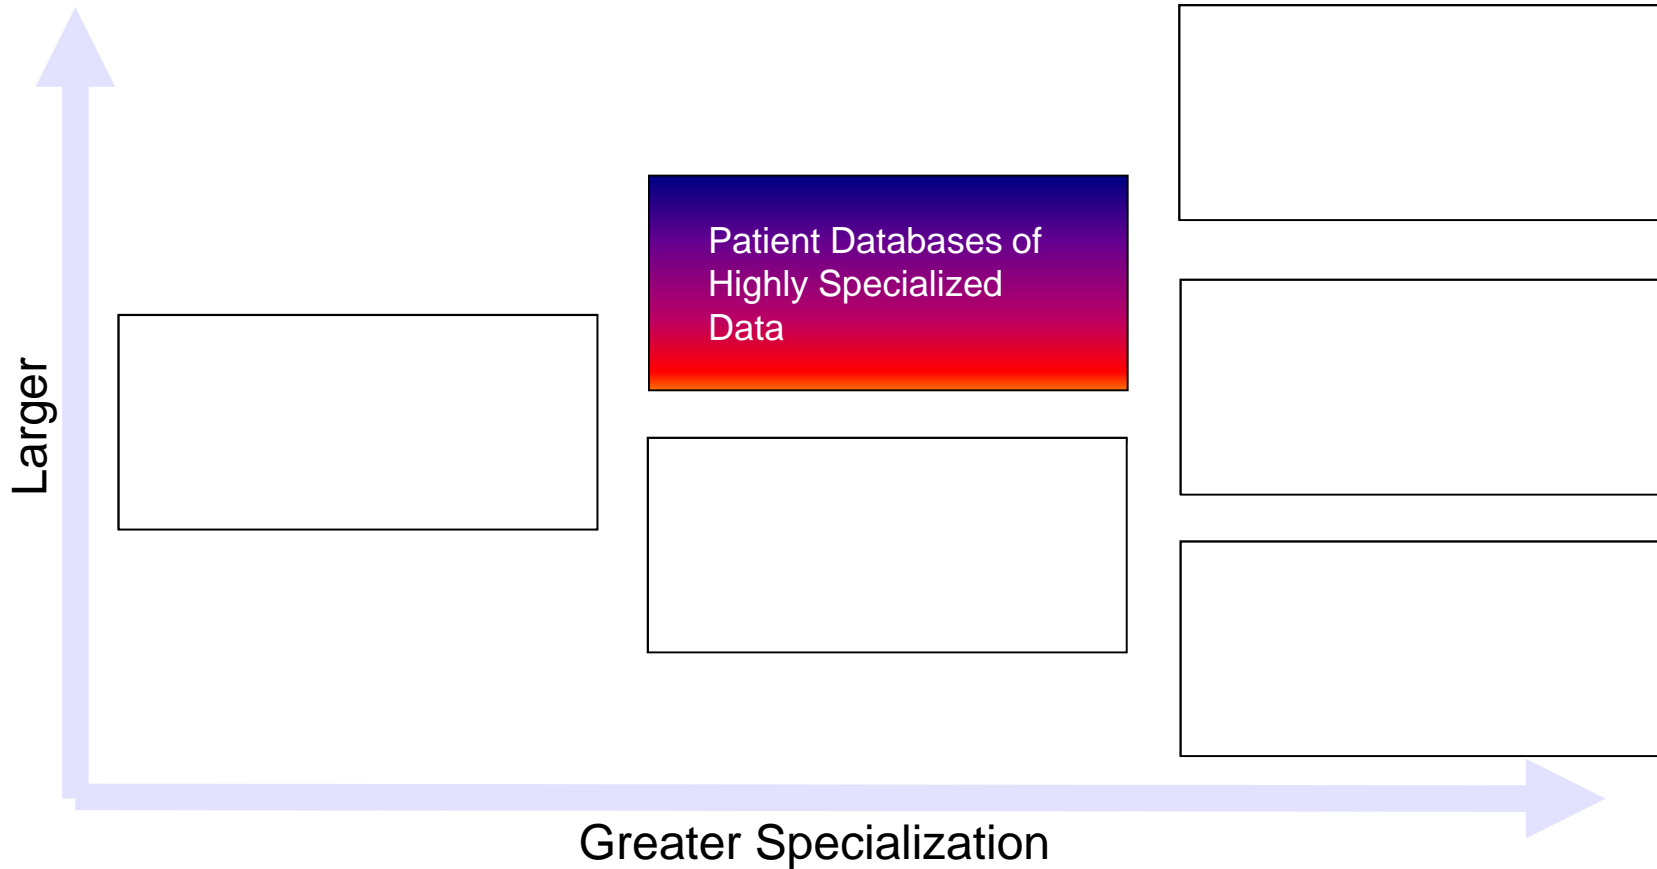 Patient Databases of
Highly Specialized
Data
Larger
Greater Specialization